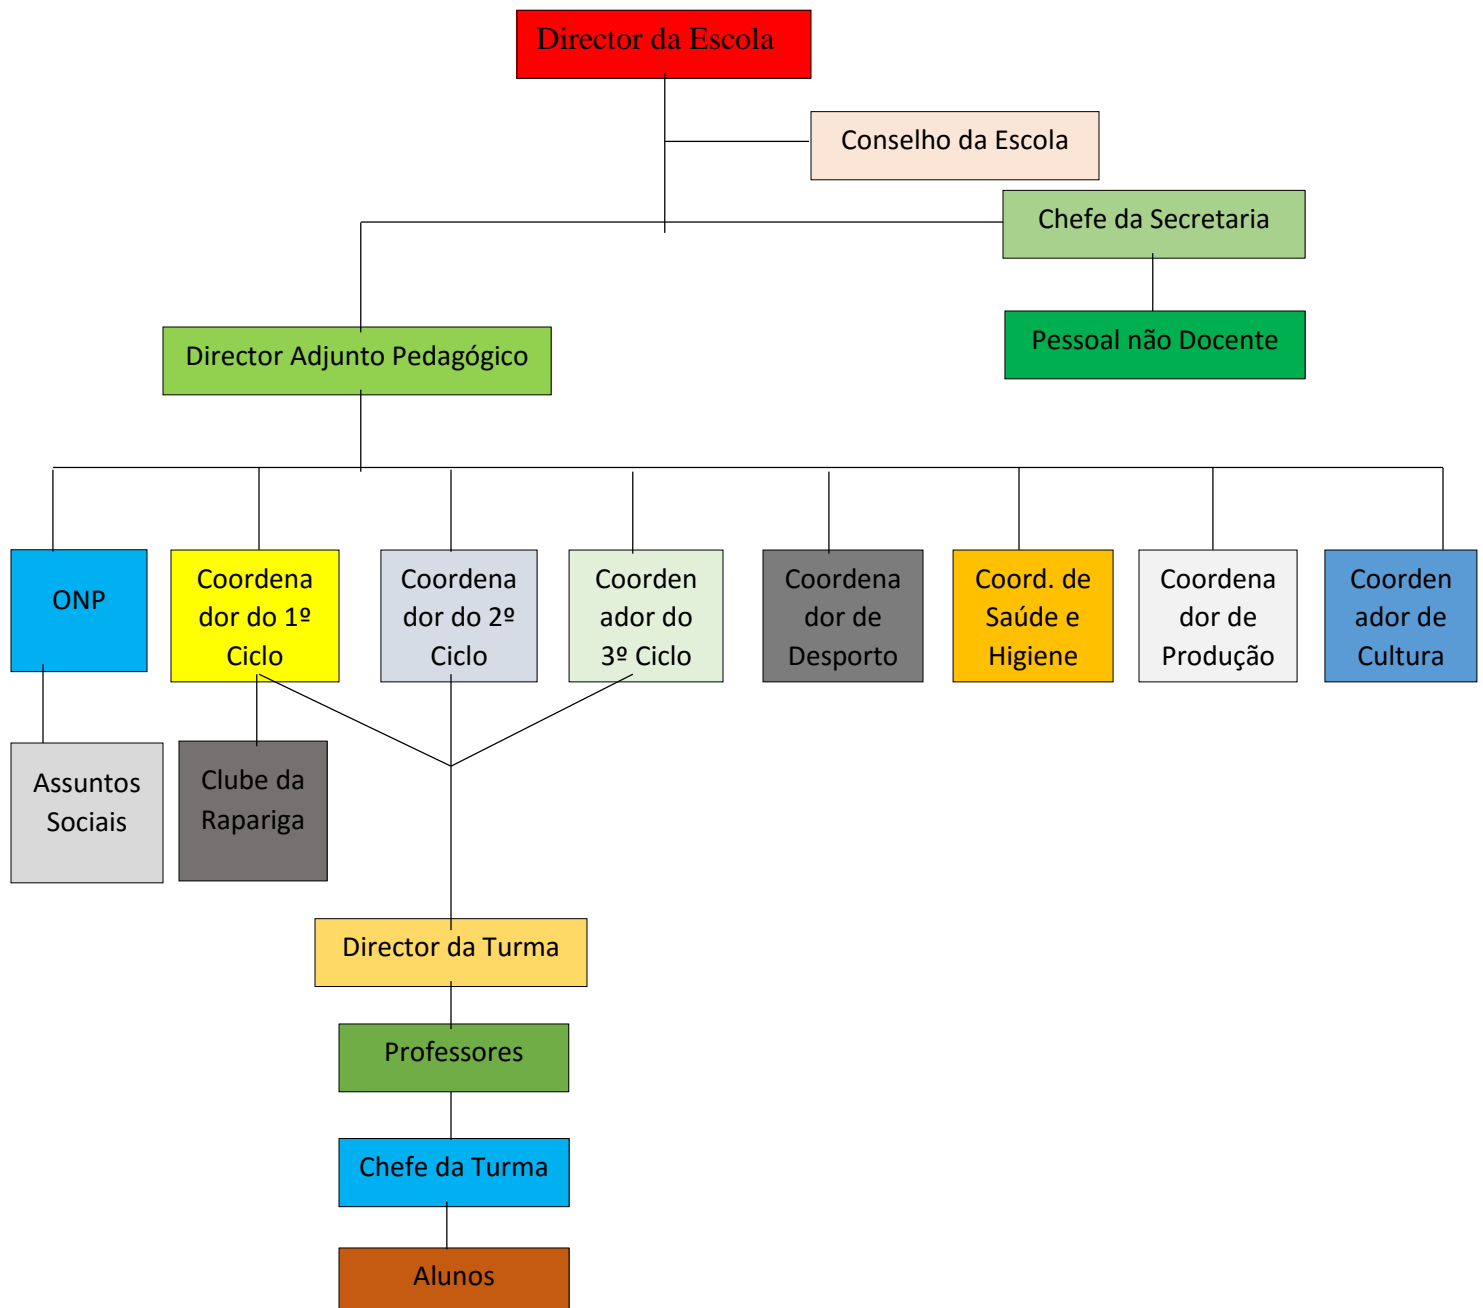 Director da Escola
Conselho da Escola
Chefe da Secretaria
Pessoal não Docente
Director Adjunto Pedagógico
ONP
Coordena
dor do 1º
Ciclo
Coordena
dor do 2º
Ciclo
Coorden
ador do
3º Ciclo
Coordena
dor de
Desporto
Coord. de
Saúde e
Higiene
Coordena
dor de
Produção
Coorden
ador de
Cultura
Assuntos
Sociais
Clube da
Rapariga
Director da Turma
Professores
Chefe da Turma
Alunos